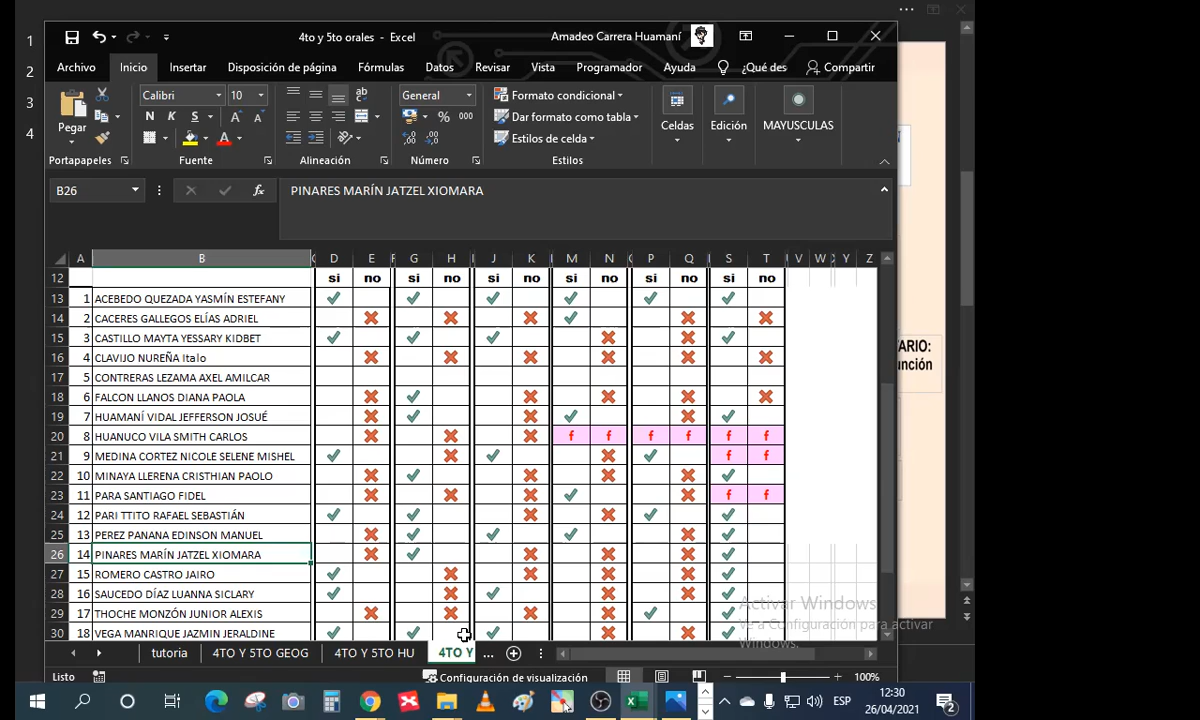 1
2
3
4
4to y 5to orales - Excel
Amadeo Carrera Huamaní
Archivo Inicio Insertar Disposición de página Fórmulas Datos Revisar Vista Programador Ayuda ¿Qué des Compartir
Pegar
Calibri 10
N K S
General
% 000
Formato condicional
Dar formato como tabla
Estilos de celda
Celdas
Edición
MAYUSCULAS
Portapapeles Fuente Alineación Número Estilos
B26 fx PINARES MARÍN JATZEL XIOMARA
A B D E F G H J K M N P Q S T V W Y Z
12 si no si no si no si no si no si no
13 1 ACEBEDO QUEZADA YASMÍN ESTEFANY
14 2 CACERES GALLEGOS ELÍAS ADRIEL
15 3 CASTILLO MAYTA YESSARY KIDBET
16 4 CLAVIJO NUREÑA Italo
17 5 CONTRERAS LEZAMA AXEL AMILCAR
18 6 FALCON LLANOS DIANA PAOLA
19 7 HUAMANÍ VIDAL JEFFERSON JOSUÉ
20 8 HUANUCO VILA SMITH CARLOS f f f f f f
21 9 MEDINA CORTEZ NICOLE SELENE MISHEL f f
22 10 MINAYA LLERENA CRISTHIAN PAOLO
23 11 PARA SANTIAGO FIDEL f f
24 12 PARI TTITO RAFAEL SEBASTIÁN
25 13 PEREZ PANANA EDINSON MANUEL
26 14 PINARES MARÍN JATZEL XIOMARA
27 15 ROMERO CASTRO JAIRO
28 16 SAUCEDO DÍAZ LUANNA SICLARY
29 17 THOCHE MONZÓN JUNIOR ALEXIS
30 18 VEGA MANRIQUE JAZMIN JERALDINE
ARIO:
función
Activar Windows
Ve a Configuración para activar
Windows.
tutoria 4TO Y 5TO GEOG 4TO Y 5TO HU 4TO Y ...
Listo Configuración de visualización 100%
ESP
12:30
26/04/2021
2